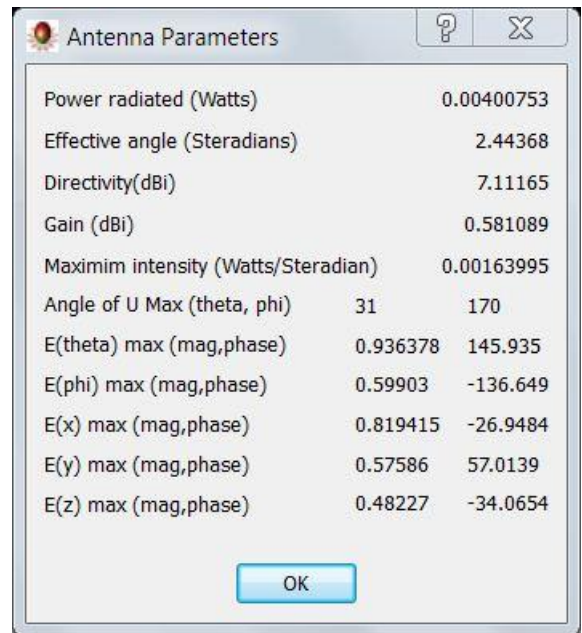 Antenna Parameters
Power radiated (Watts) 0.00400753
Effective angle (Steradians) 2.44368
Directivity(dBi) 7.11165
Gain (dBi) 0.581089
Maximim intensity (Watts/Steradian) 0.00163995
Angle of U Max (theta, phi) 31 170
E(theta) max (mag,phase) 0.936378 145.935
E(phi) max (mag,phase) 0.59903 -136.649
E(x) max (mag,phase) 0.819415 -26.9484
E(y) max (mag,phase) 0.57586 57.0139
E(z) max (mag,phase) 0.48227 -34.0654
OK